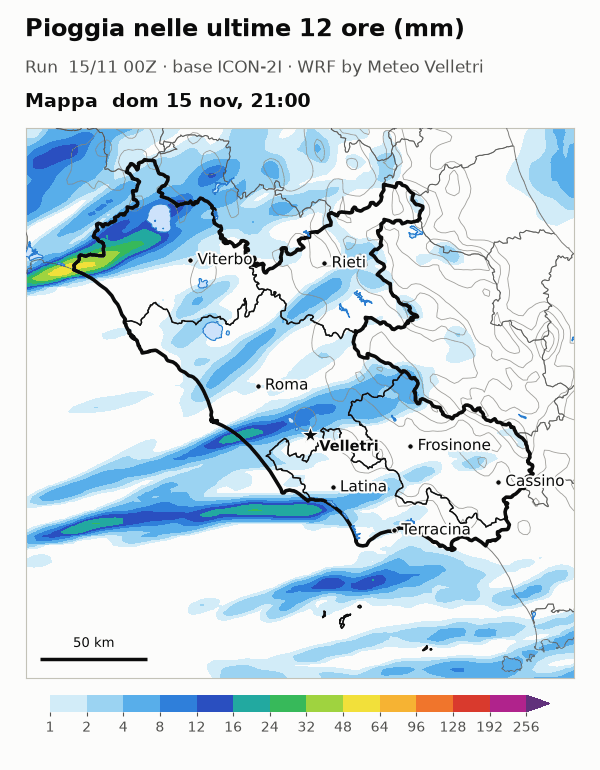 Pioggia nelle ultime 12 ore (mm)
Run 15/11 00Z · base ICON-2I · WRF by Meteo Velletri
Mappa dom 15 nov, 21:00
Viterbo
Rieti
Roma
Velletri
Frosinone
Cassino
Latina
Terracina
50 km
1 2 4 8 12 16 24 32 48 64 96 128 192 256